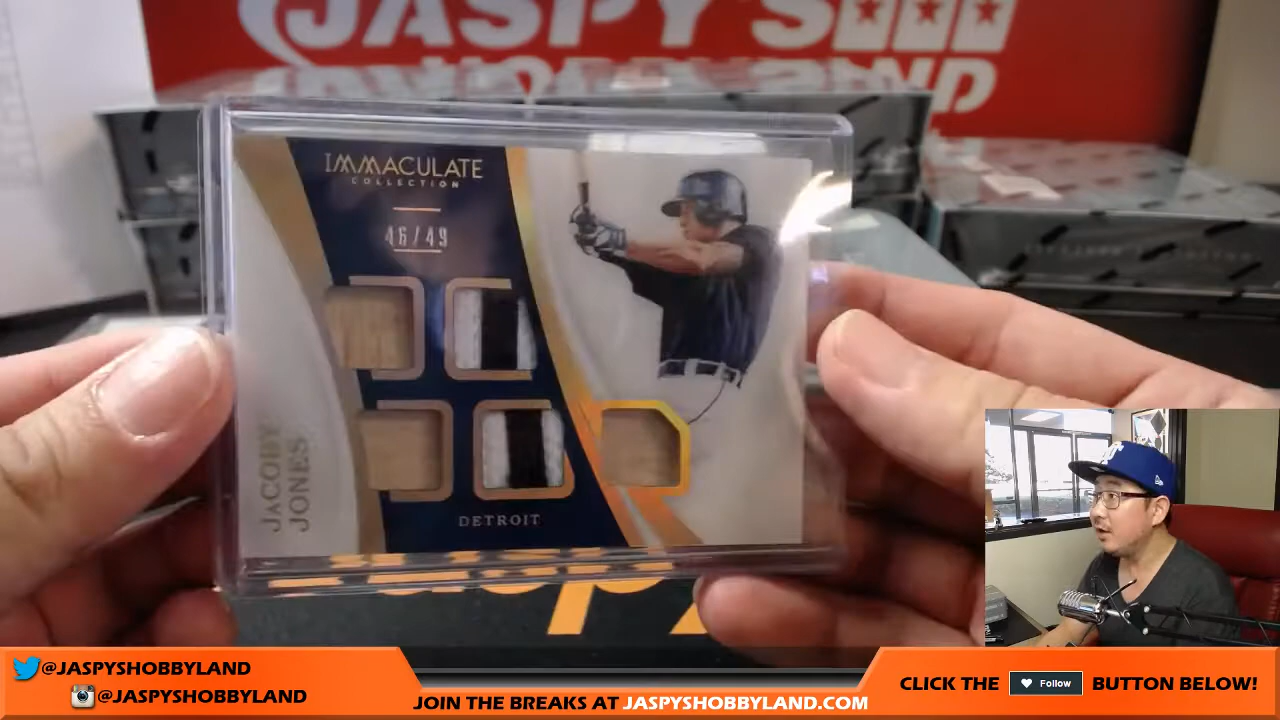 JASPY'S
IMMACULATE
COLLECTION
46/49
JACOBY
JONES
DETROIT
@JASPYSHOBBYLAND
@JASPYSHOBBYLAND
JOIN THE BREAKS AT JASPYSHOBBYLAND.COM
CLICK THE Follow BUTTON BELOW!